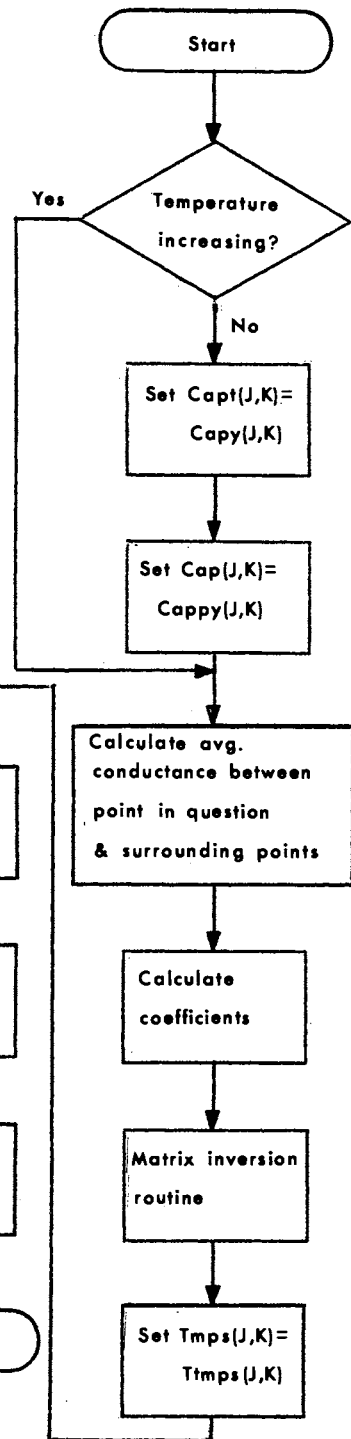 Start
Yes
Temperature
increasing?
No
Set Capt(J,K)=
Capy(J,K)
Set Cap(J,K)=
Cappy(J,K)
Calculate avg.
conductance between
point in question
& surrounding points
Calculate
coefficients
Matrix inversion
routine
Set Tmps(J,K)=
Ttmps(J,K)